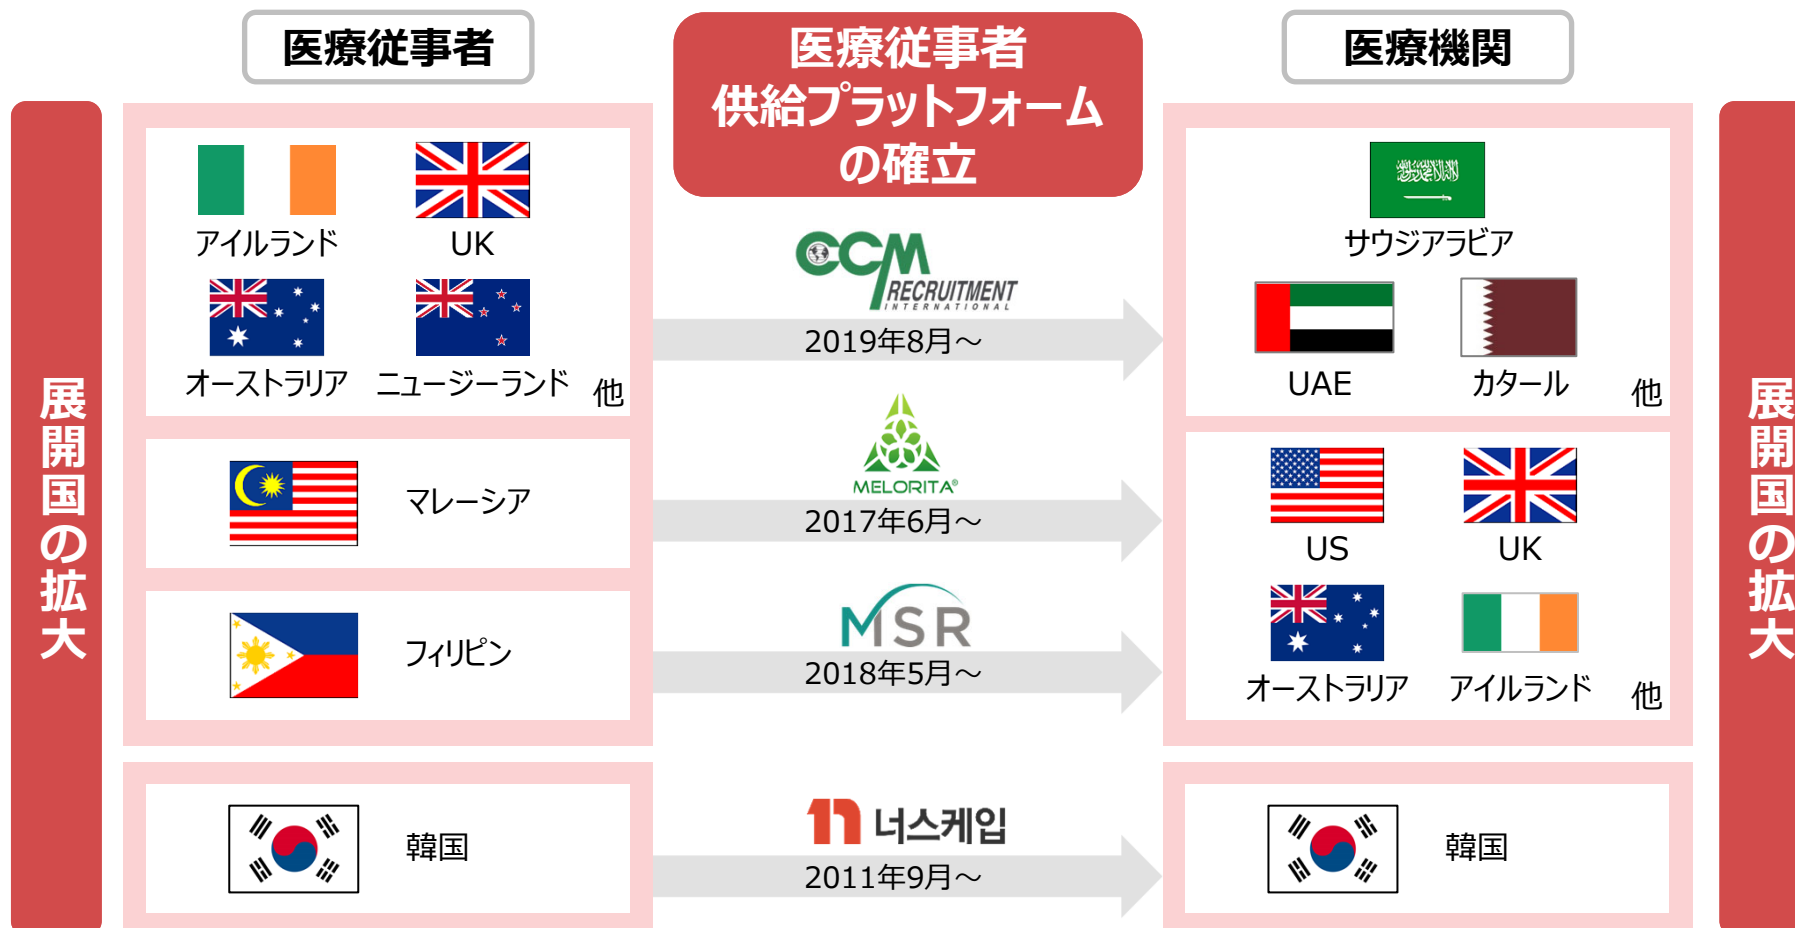 医療従事者
医療従事者
供給プラットフォーム
の確立
医療機関
展開国の拡大
アイルランド
UK
オーストラリア
ニュージーランド
他
マレーシア
フィリピン
韓国
CCM
RECRUITMENT
INTERNATIONAL
2019年8月～
MELORITA®
2017年6月～
MSR
2018年5月～
너스케입
2011年9月～
サウジアラビア
UAE
カタール
他
US
UK
オーストラリア
アイルランド
他
韓国
展開国の拡大